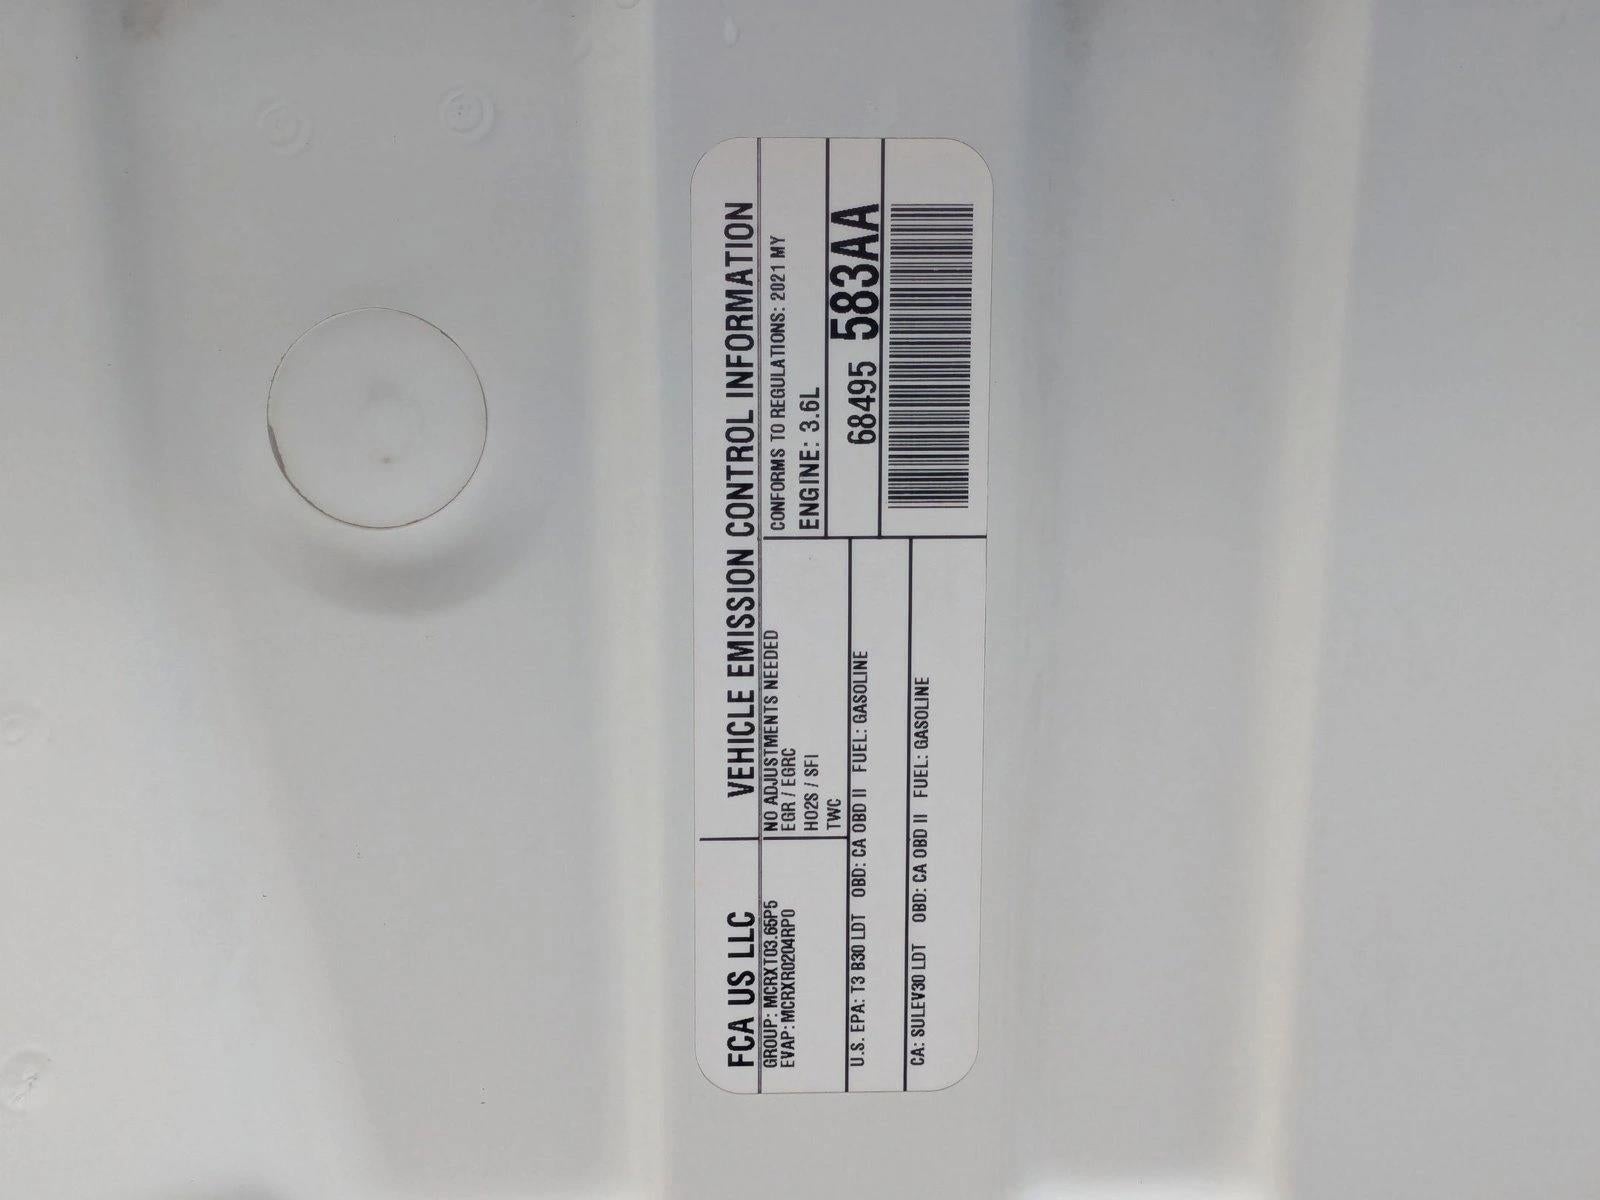 FCA US LLC
VEHICLE EMISSION CONTROL INFORMATION
GROUP: MCRXT03.65P5
EVAP: MCRXR0204RP0
NO ADJUSTMENTS NEEDED
EGR / EGRC
HO2S / SFI
TWC
CONFORMS TO REGULATIONS: 2021 MY
ENGINE: 3.6L
68495 583AA
U.S. EPA: T3 B30 LDT OBD: CA OBD II FUEL: GASOLINE
CA: SULEV30 LDT OBD: CA OBD II FUEL: GASOLINE